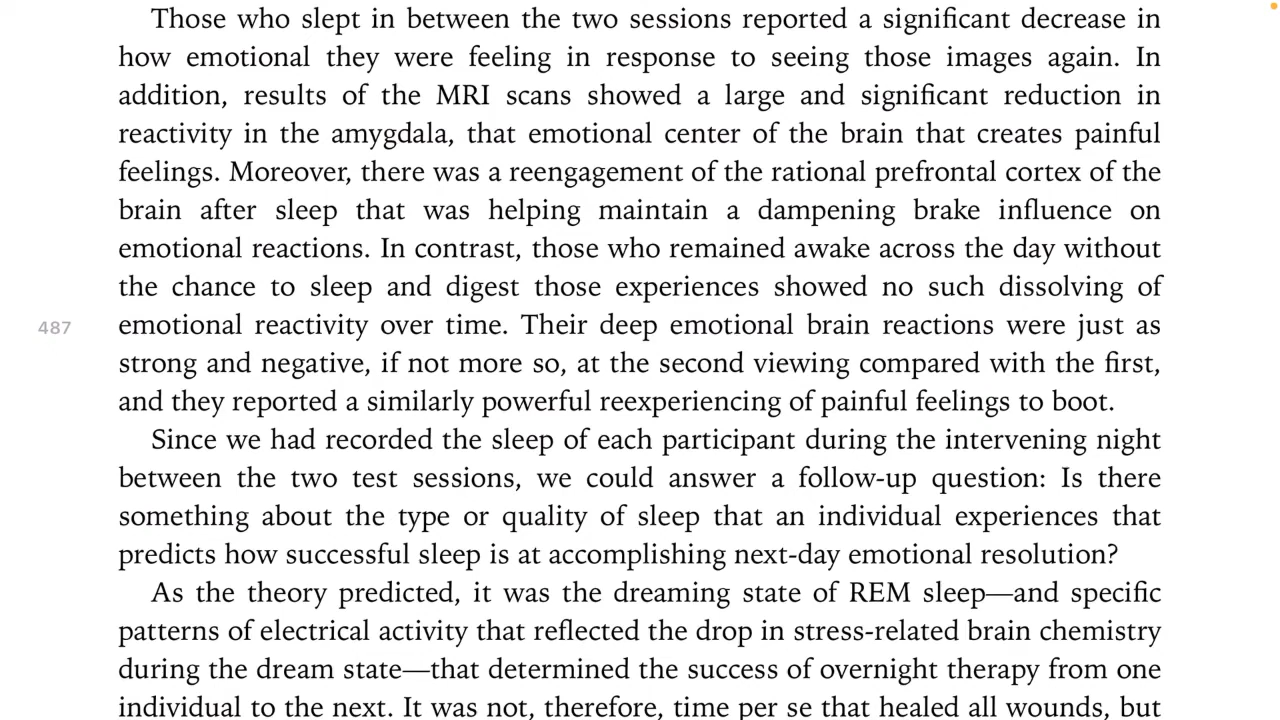 Those who slept in between the two sessions reported a significant decrease in
how emotional they were feeling in response to seeing those images again. In
addition, results of the MRI scans showed a large and significant reduction in
reactivity in the amygdala, that emotional center of the brain that creates painful
feelings. Moreover, there was a reengagement of the rational prefrontal cortex of the
brain after sleep that was helping maintain a dampening brake influence on
emotional reactions. In contrast, those who remained awake across the day without
the chance to sleep and digest those experiences showed no such dissolving of
487
emotional reactivity over time. Their deep emotional brain reactions were just as
strong and negative, if not more so, at the second viewing compared with the first,
and they reported a similarly powerful reexperiencing of painful feelings to boot.
Since we had recorded the sleep of each participant during the intervening night
between the two test sessions, we could answer a follow-up question: Is there
something about the type or quality of sleep that an individual experiences that
predicts how successful sleep is at accomplishing next-day emotional resolution?
As the theory predicted, it was the dreaming state of REM sleep—and specific
patterns of electrical activity that reflected the drop in stress-related brain chemistry
during the dream state—that determined the success of overnight therapy from one
individual to the next. It was not, therefore, time per se that healed all wounds, but